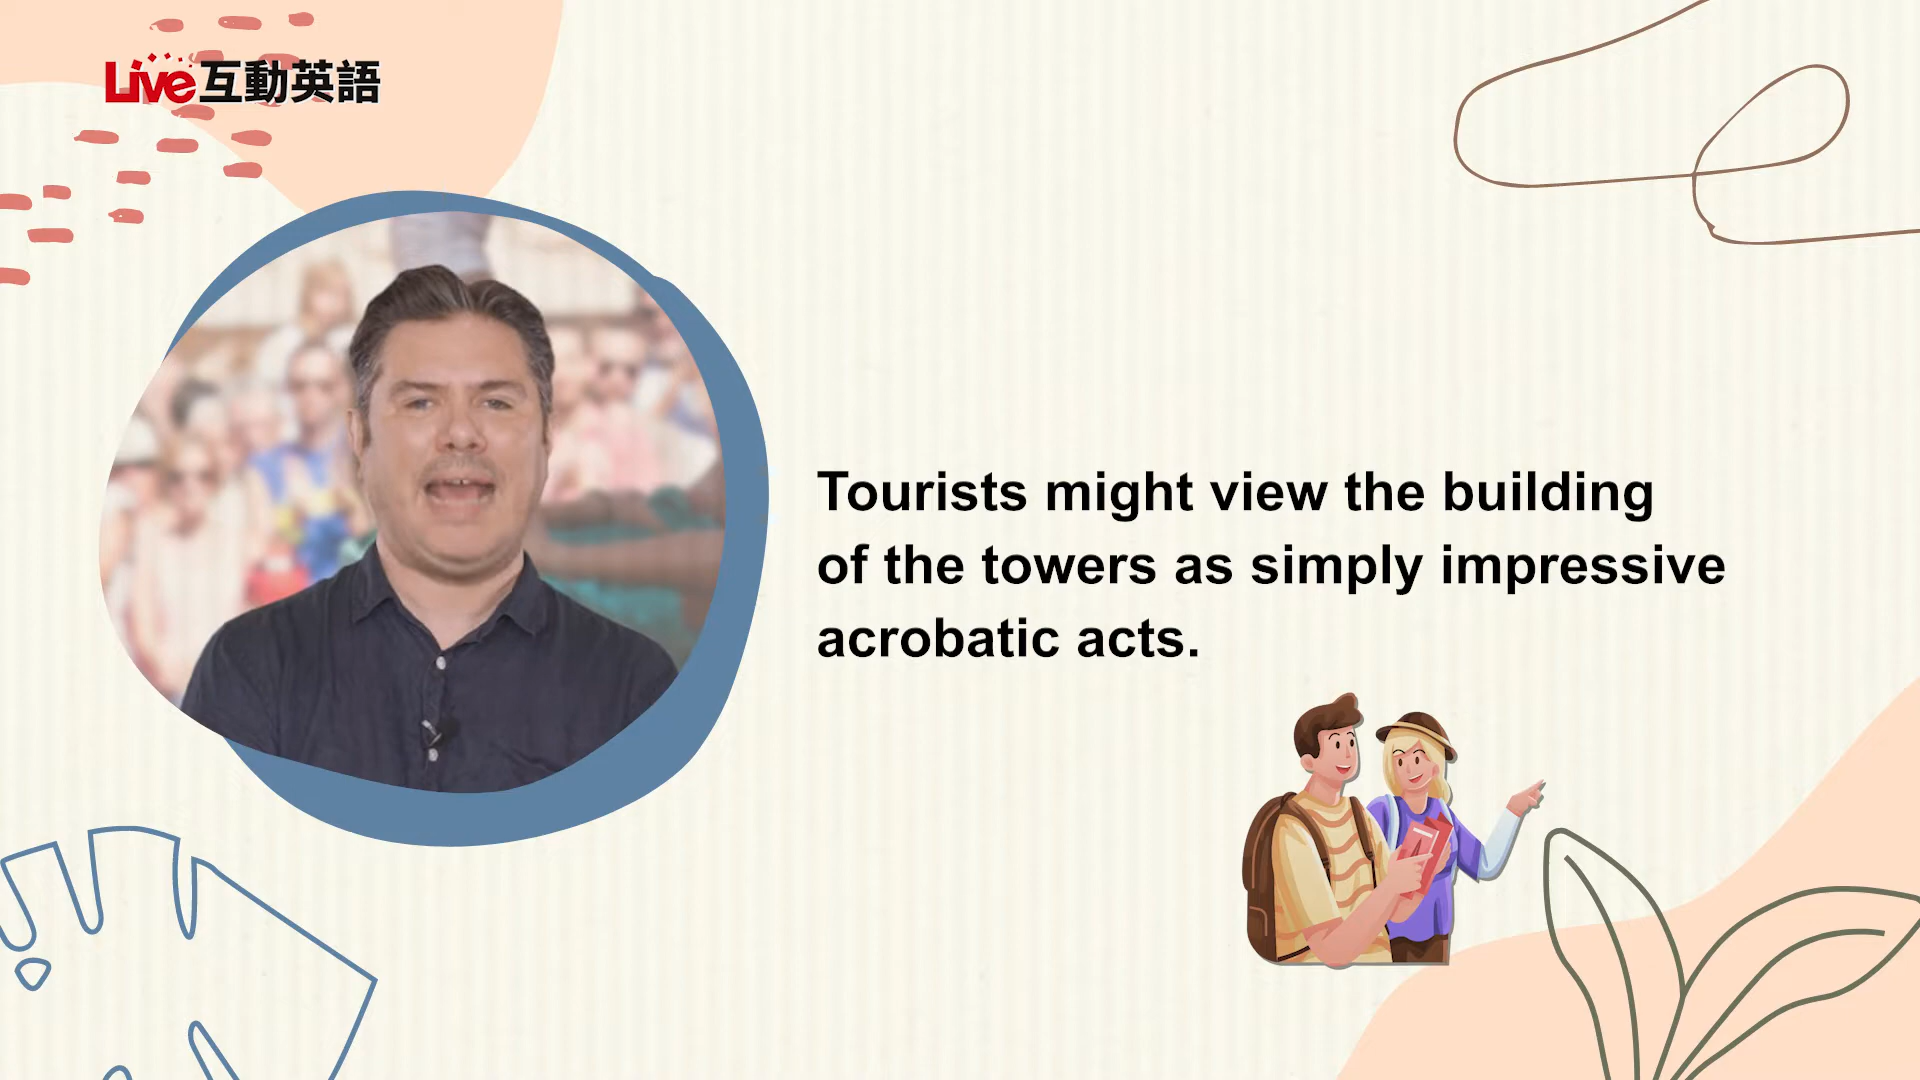 Live互動英語
Tourists might view the building
of the towers as simply impressive
acrobatic acts.